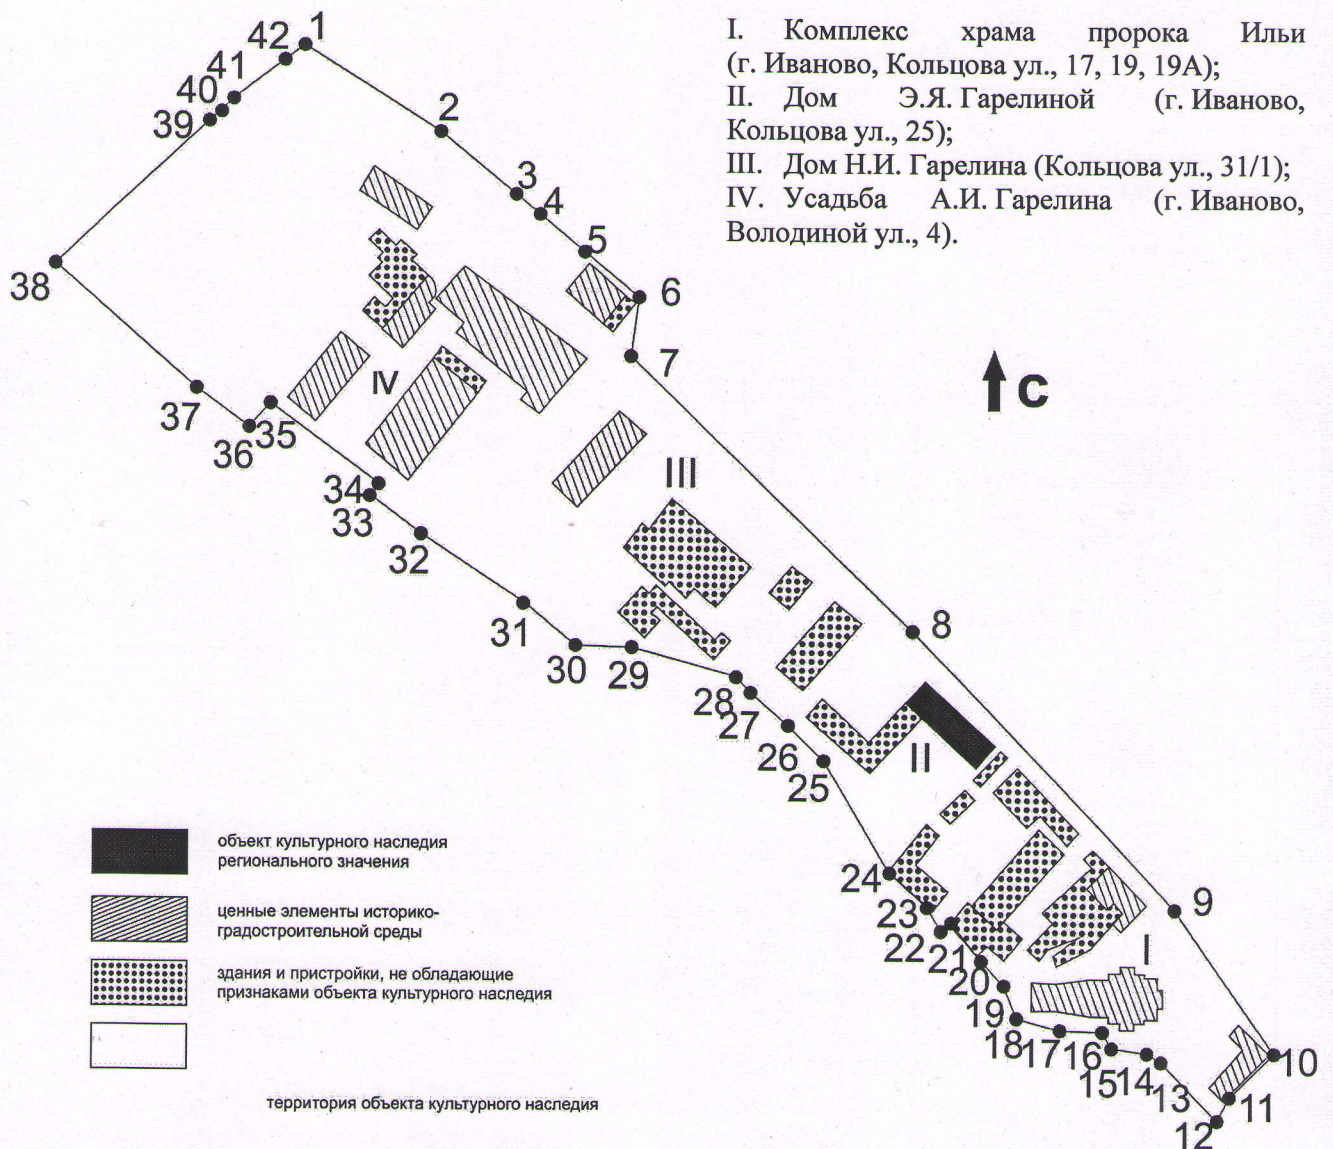 I. Комплекс храма пророка Ильи
(г. Иваново, Кольцова ул., 17, 19, 19А);
II. Дом Э.Я. Гарелиной (г. Иваново,
Кольцова ул., 25);
III. Дом Н.И. Гарелина (Кольцова ул., 31/1);
IV. Усадьба А.И. Гарелина (г. Иваново,
Володиной ул., 4).
1
42
41
40
39
2
3
4
5
6
38
7
С
37
IV
35
36
III
34
33
32
8
31
30
29
28
27
26
II
25
объект культурного наследия
регионального значения
24
9
23
ценные элементы историко-
градостроительной среды
22
21
I
20
здания и пристройки, не обладающие
признаками объекта культурного наследия
19
18
17
16
15
14
13
10
11
12
территория объекта культурного наследия